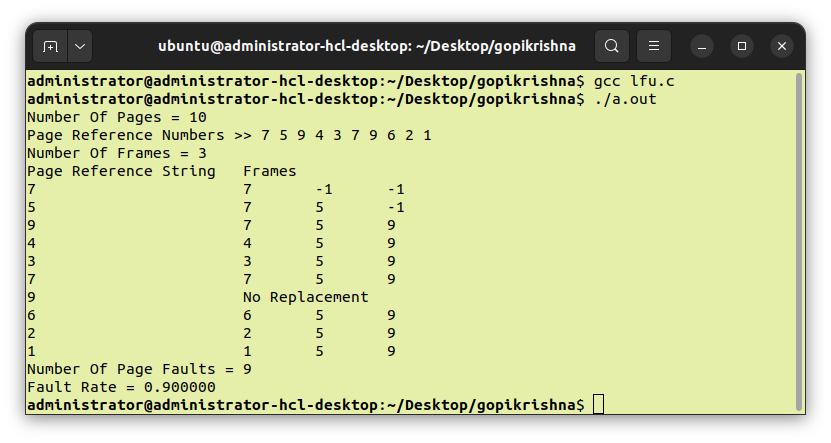 ubuntu@administrator-hcl-desktop: ~/Desktop/gopikrishna
administrator@administrator-hcl-desktop:~/Desktop/gopikrishna$ gcc lfu.c
administrator@administrator-hcl-desktop:~/Desktop/gopikrishna$ ./a.out
Number Of Pages = 10
Page Reference Numbers >> 7 5 9 4 3 7 9 6 2 1
Number Of Frames = 3
Page Reference String   Frames
7                       7       -1      -1
5                       7       5       -1
9                       7       5       9
4                       4       5       9
3                       3       5       9
7                       7       5       9
9                       No Replacement
6                       6       5       9
2                       2       5       9
1                       1       5       9
Number Of Page Faults = 9
Fault Rate = 0.900000
administrator@administrator-hcl-desktop:~/Desktop/gopikrishna$